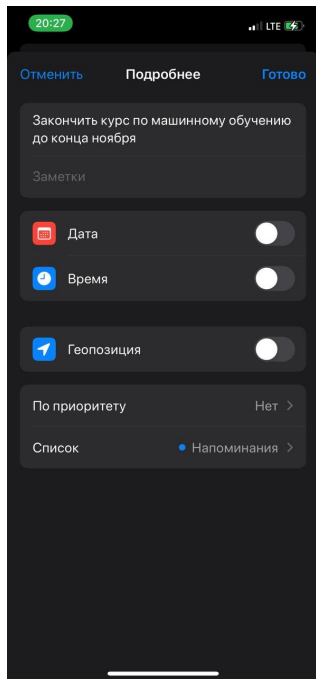 20:27
LTE
Отменить Подробнее Готово
Закончить курс по машинному обучению
до конца ноября
Заметки
Дата
Время
Геопозиция
По приоритету Нет
Список Напоминания